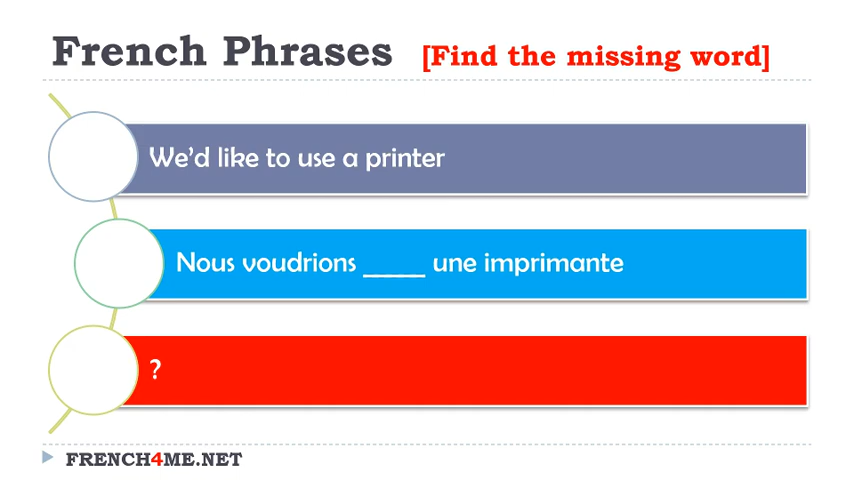 French Phrases [Find the missing word]
We’d like to use a printer
Nous voudrions _____ une imprimante
?
FRENCH4ME.NET